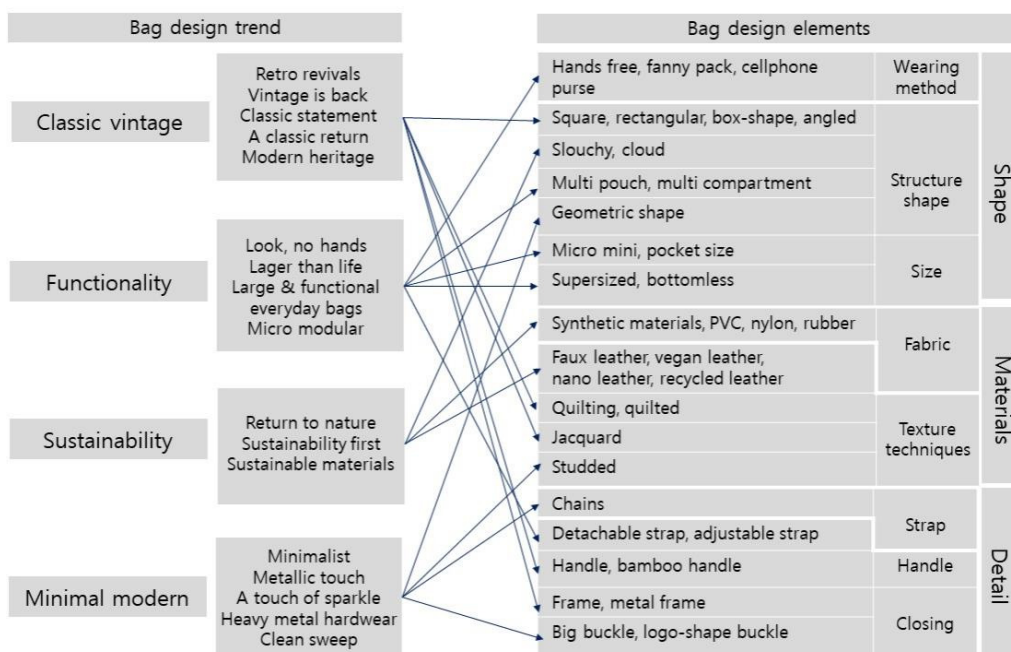 Bag design trend
Bag design elements
Classic vintage
Retro revivals
Vintage is back
Classic statement
A classic return
Modern heritage
Functionality
Look, no hands
Lager than life
Large & functional
everyday bags
Micro modular
Sustainability
Return to nature
Sustainability first
Sustainable materials
Minimal modern
Minimalist
Metallic touch
A touch of sparkle
Heavy metal hardwear
Clean sweep
Hands free, fanny pack, cellphone
purse
Wearing
method
Square, rectangular, box-shape, angled
Slouchy, cloud
Multi pouch, multi compartment
Geometric shape
Structure
shape
Micro mini, pocket size
Supersized, bottomless
Size
Shape
Synthetic materials, PVC, nylon, rubber
Faux leather, vegan leather,
nano leather, recycled leather
Fabric
Quilting, quilted
Jacquard
Studded
Texture
techniques
Materials
Chains
Detachable strap, adjustable strap
Strap
Handle, bamboo handle
Handle
Frame, metal frame
Big buckle, logo-shape buckle
Closing
Detail